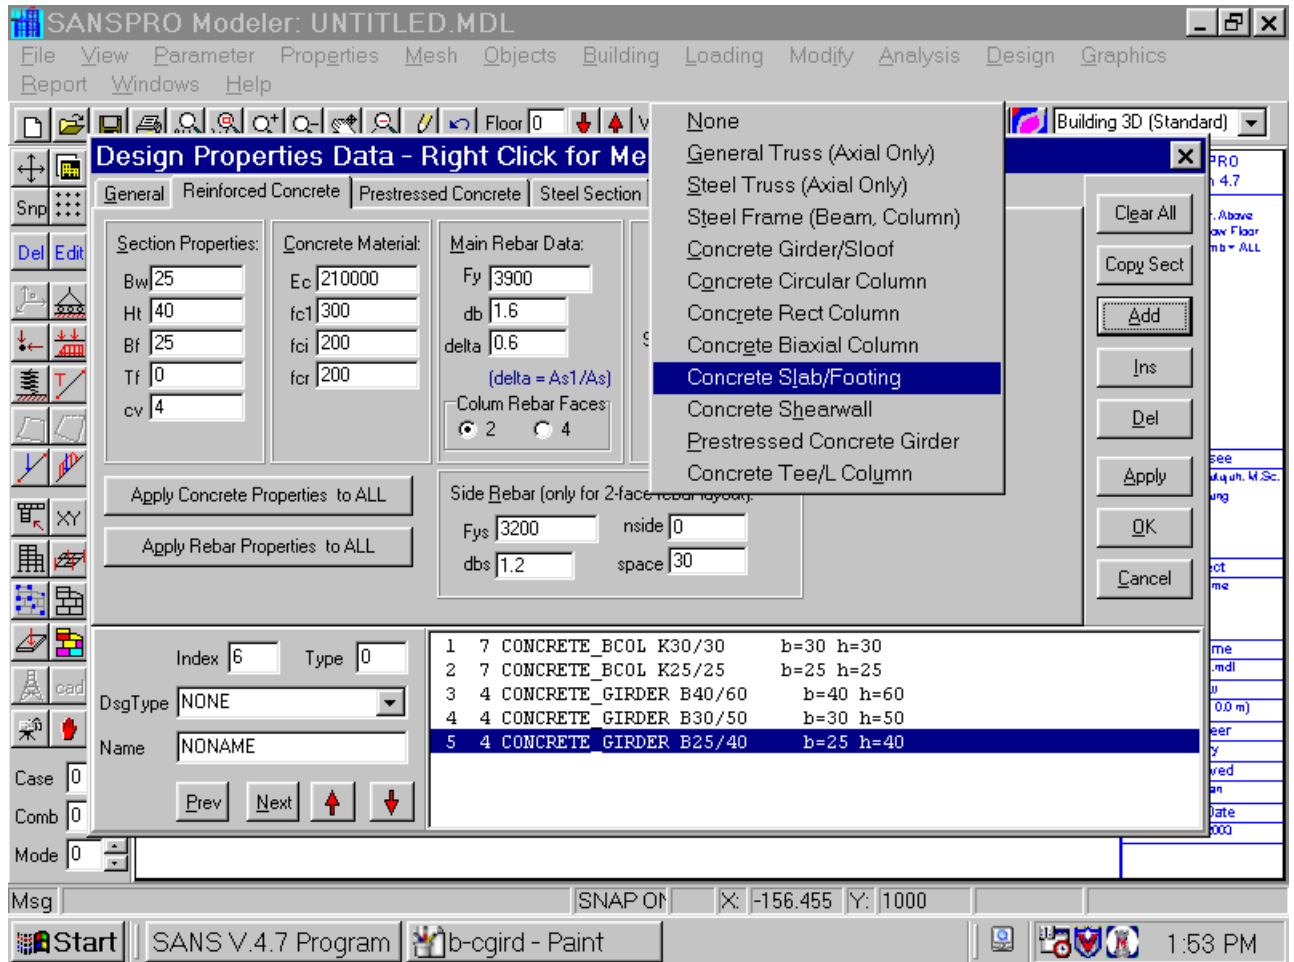 SANSPRO Modeler: UNTITLED.MDL
File View Parameter Properties Mesh Objects Building Loading Modify Analysis Design Graphics
Report Windows Help
Floor 0 Building 3D (Standard)
Design Properties Data - Right Click for Me
General Reinforced Concrete Prestressed Concrete Steel Section
None
General Truss (Axial Only)
Steel Truss (Axial Only)
Steel Frame (Beam, Column)
Concrete Girder/Sloof
Concrete Circular Column
Concrete Rect Column
Concrete Biaxial Column
Concrete Slab/Footing
Concrete Shearwall
Prestressed Concrete Girder
Concrete Tee/L Column
Snp
Del Edit
XY
cad
Section Properties:
Bw 25
Ht 40
Bf 25
Tf 0
cv 4
Concrete Material:
Ec 210000
fc1 300
fci 200
fcr 200
Main Rebar Data:
Fy 3900
db 1.6
delta 0.6
(delta = As1/As)
Colum Rebar Faces
2 4
Apply Concrete Properties to ALL
Apply Rebar Properties to ALL
Side Rebar (only for 2-face rebar layout):
Fys 3200 nside 0
dbs 1.2 space 30
Clear All
Copy Sect
Add
Ins
Del
Apply
OK
Cancel
Index 6 Type 0
DsgType NONE
Name NONAME
Prev Next
1 7 CONCRETE_BCOL K30/30 b=30 h=30
2 7 CONCRETE_BCOL K25/25 b=25 h=25
3 4 CONCRETE_GIRDER B40/60 b=40 h=60
4 4 CONCRETE_GIRDER B30/50 b=30 h=50
5 4 CONCRETE_GIRDER B25/40 b=25 h=40
Case 0
Comb 0
Mode 0
4.7
Above
Floor
= ALL
M.Sc.
.mdl
0.0 m)
Msg SNAP ON X: -156.455 Y: 1000
Start SANS V.4.7 Program b-cgird - Paint 1:53 PM